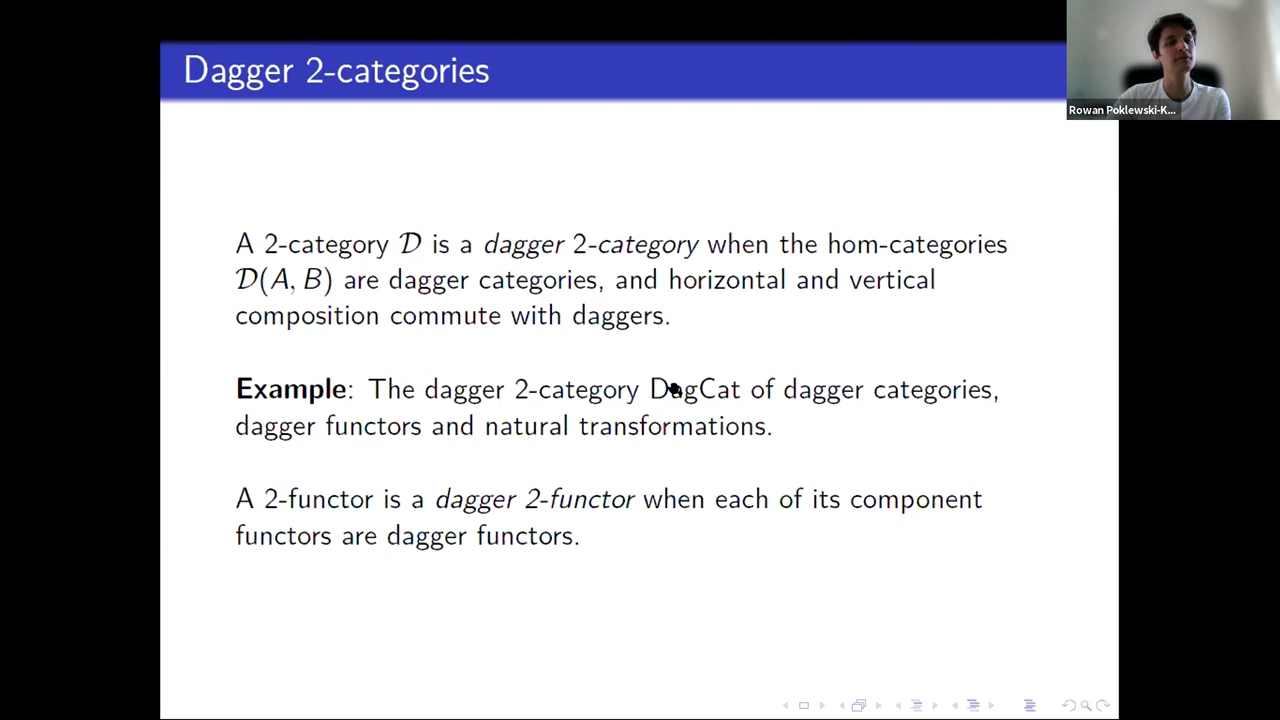 Dagger 2-categories
Rowan Poklewski-K...
A 2-category 𝒟 is a dagger 2-category when the hom-categories
𝒟(A, B) are dagger categories, and horizontal and vertical
composition commute with daggers.
Example: The dagger 2-category DagCat of dagger categories,
dagger functors and natural transformations.
A 2-functor is a dagger 2-functor when each of its component
functors are dagger functors.